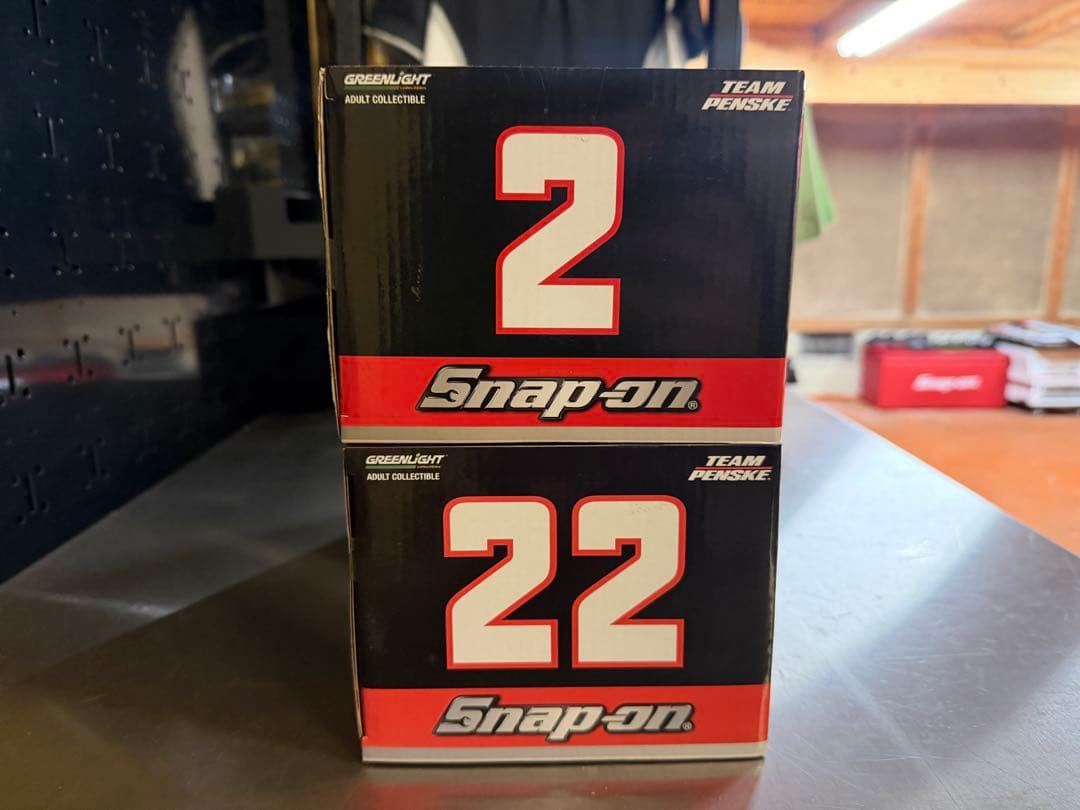 GREENLIGHT
ADULT COLLECTIBLE
TEAM
PENSKE
2
Snap-on®
GREENLIGHT
ADULT COLLECTIBLE
TEAM
PENSKE
22
Snap-on®
Snap-on